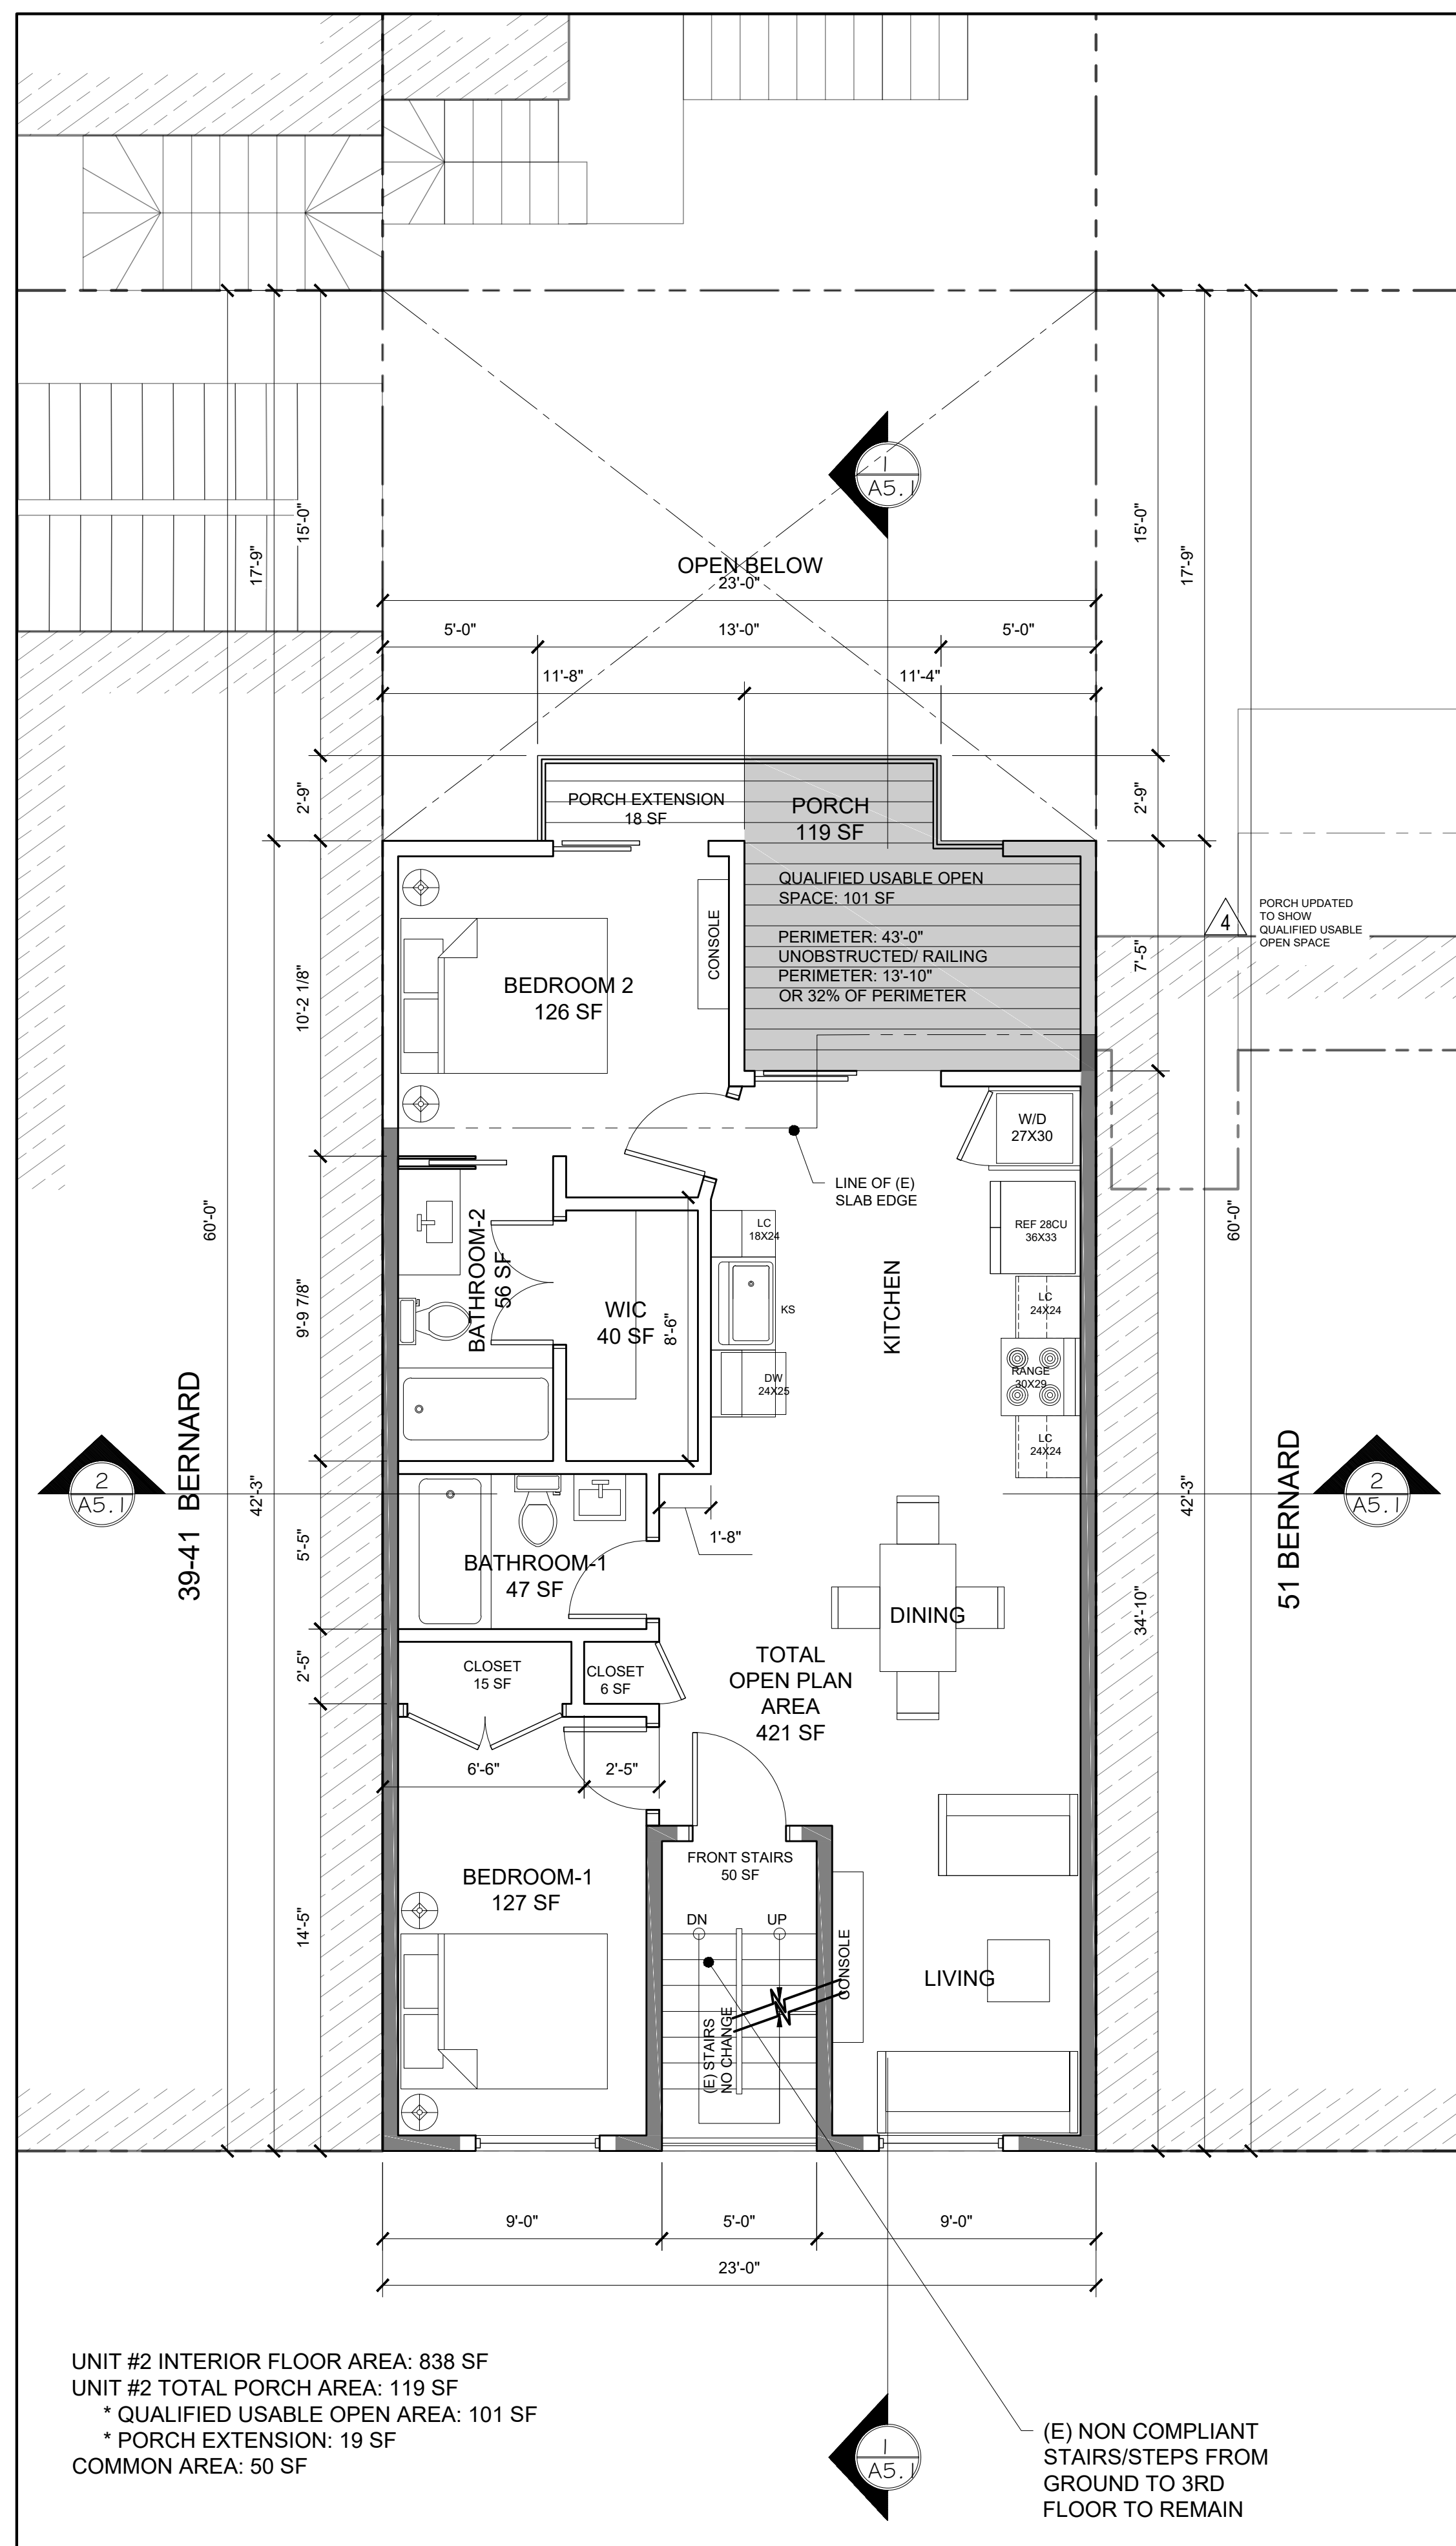 1
A5.1
15'-0"
17'-9"
15'-0"
17'-9"
OPEN BELOW
23'-0"
5'-0"
13'-0"
5'-0"
11'-8"
11'-4"
2'-9"
2'-9"
PORCH EXTENSION
18 SF
PORCH
119 SF
QUALIFIED USABLE OPEN
SPACE: 101 SF
PERIMETER: 43'-0"
UNOBSTRUCTED/ RAILING
PERIMETER: 13'-10"
OR 32% OF PERIMETER
4
PORCH UPDATED
TO SHOW
QUALIFIED USABLE
OPEN SPACE
7'-5"
CONSOLE
10'-2 1/8"
BEDROOM 2
126 SF
W/D
27X30
LINE OF (E)
SLAB EDGE
60'-0"
60'-0"
LC
18X24
REF 28CU
36X33
BATHROOM-2
56 SF
WIC
40 SF
8'-6"
KS
KITCHEN
LC
24X24
9'-9 7/8"
DW
24X25
RANGE
30X29
LC
24X24
39-41 BERNARD
51 BERNARD
2
A5.1
42'-3"
42'-3"
2
A5.1
5'-5"
1'-8"
BATHROOM-1
47 SF
DINING
34'-10"
2'-5"
CLOSET
15 SF
CLOSET
6 SF
TOTAL
OPEN PLAN
AREA
421 SF
6'-6"
2'-5"
FRONT STAIRS
50 SF
BEDROOM-1
127 SF
14'-5"
DN
UP
CONSOLE
LIVING
(E) STAIRS
NO CHANGE
9'-0"
5'-0"
9'-0"
23'-0"
UNIT #2 INTERIOR FLOOR AREA: 838 SF
UNIT #2 TOTAL PORCH AREA: 119 SF
* QUALIFIED USABLE OPEN AREA: 101 SF
* PORCH EXTENSION: 19 SF
COMMON AREA: 50 SF
1
A5.1
(E) NON COMPLIANT
STAIRS/STEPS FROM
GROUND TO 3RD
FLOOR TO REMAIN